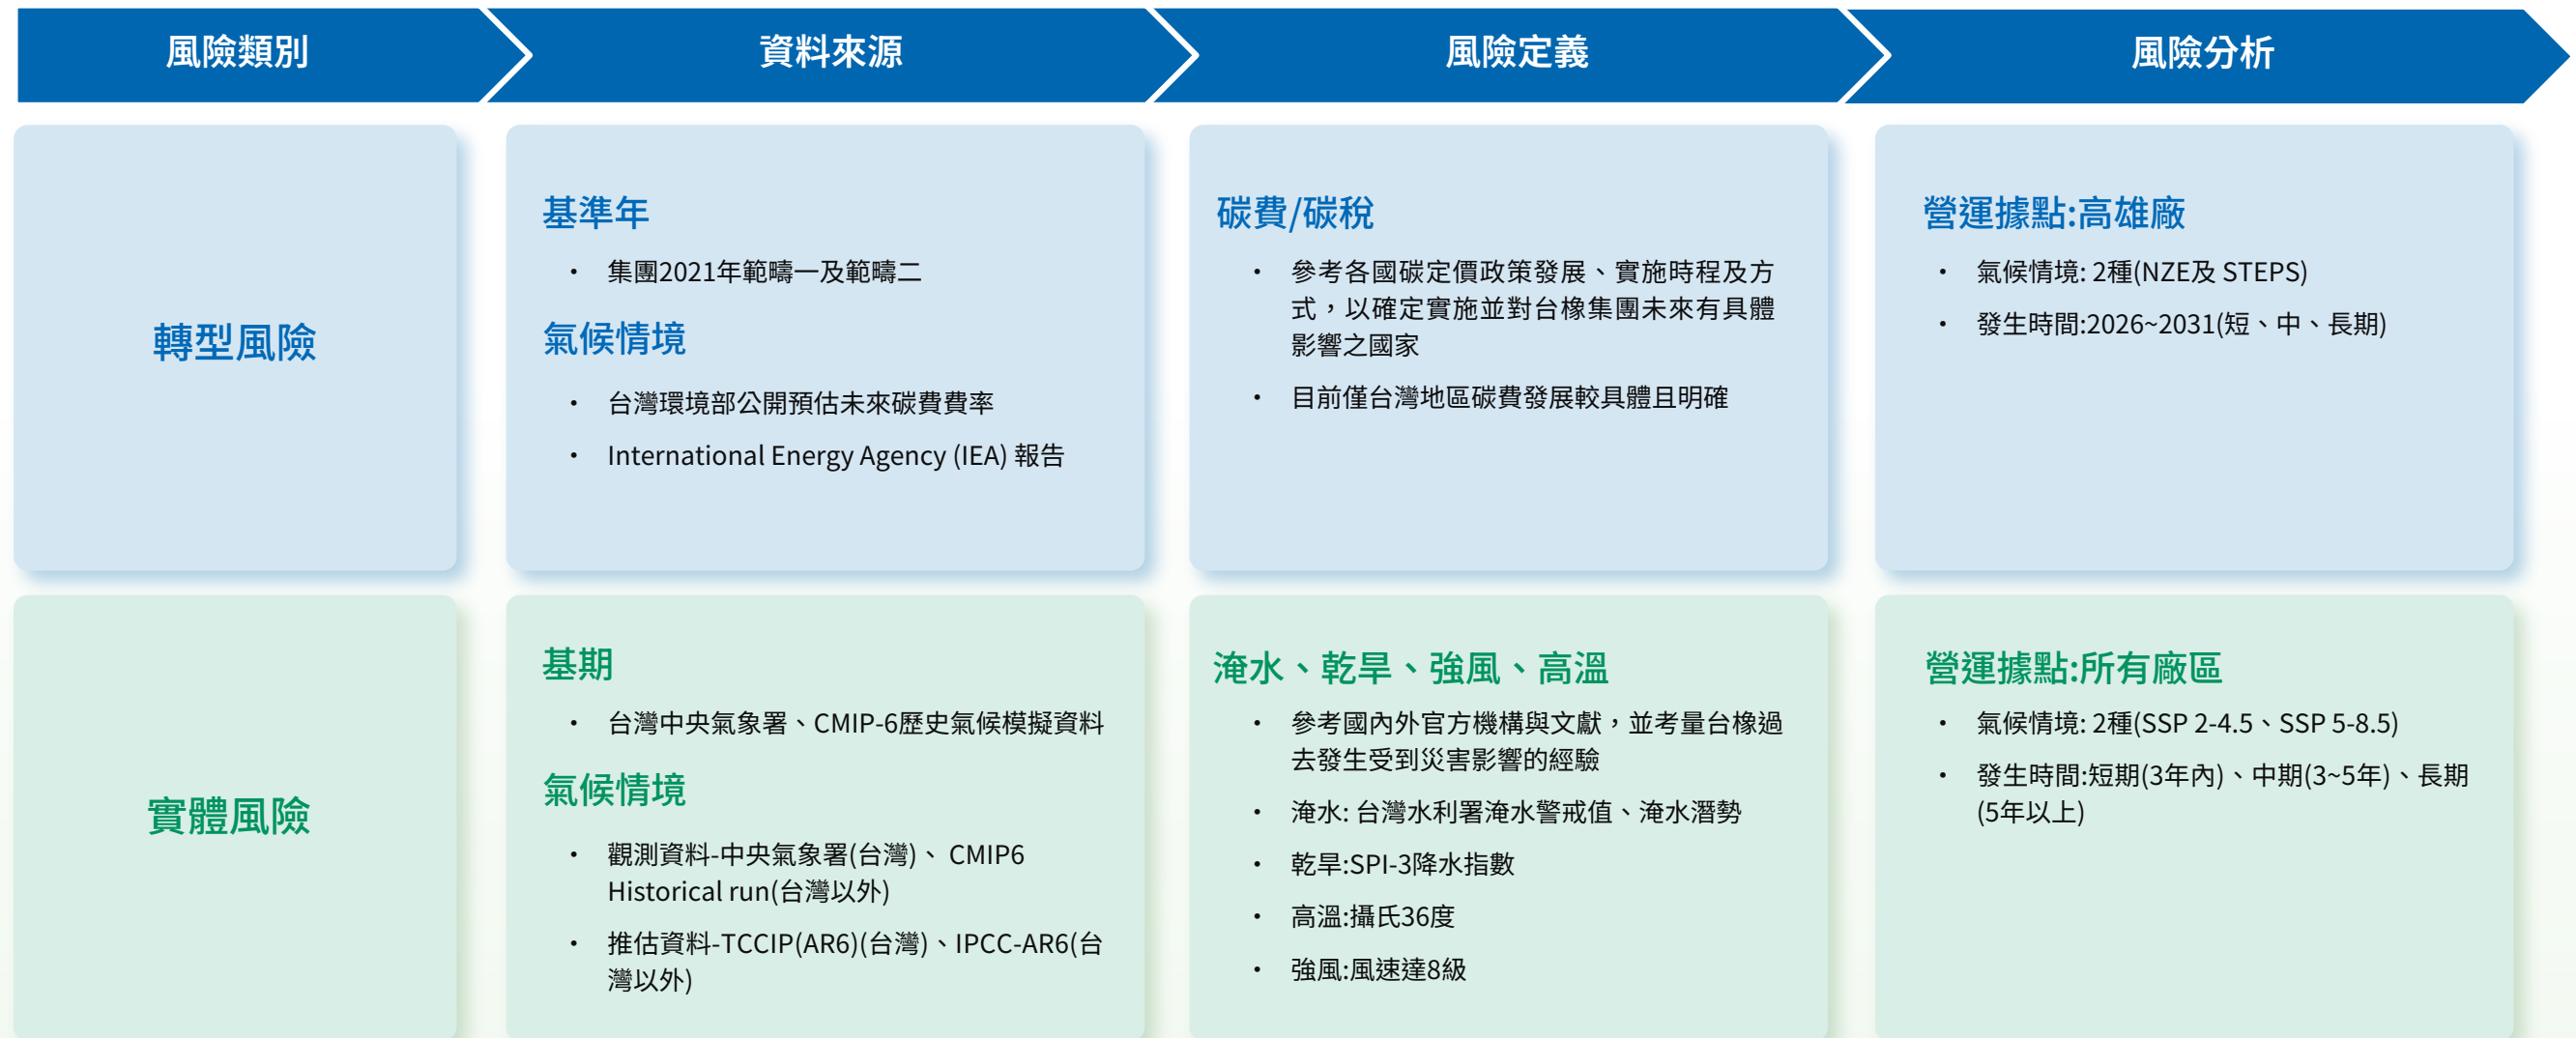 風險類別
資料來源
風險定義
風險分析
轉型風險
基準年
・ 集團2021年範疇一及範疇二
氣候情境
・ 台灣環境部公開預估未來碳費費率
・ International Energy Agency (IEA) 報告
碳費/碳稅
・ 參考各國碳定價政策發展、實施時程及方
式，以確定實施並對台橡集團未來有具體
影響之國家
・ 目前僅台灣地區碳費發展較具體且明確
營運據點:高雄廠
・ 氣候情境: 2種(NZE及 STEPS)
・ 發生時間:2026~2031(短、中、長期)
實體風險
基期
・ 台灣中央氣象署、CMIP-6歷史氣候模擬資料
氣候情境
・ 觀測資料-中央氣象署(台灣)、 CMIP6
Historical run(台灣以外)
・ 推估資料-TCCIP(AR6)(台灣)、IPCC-AR6(台
灣以外)
淹水、乾旱、強風、高溫
・ 參考國內外官方機構與文獻，並考量台橡過
去發生受到災害影響的經驗
・ 淹水: 台灣水利署淹水警戒值、淹水潛勢
・ 乾旱:SPI-3降水指數
・ 高溫:攝氏36度
・ 強風:風速達8級
營運據點:所有廠區
・ 氣候情境: 2種(SSP 2-4.5、SSP 5-8.5)
・ 發生時間:短期(3年內)、中期(3~5年)、長期
(5年以上)